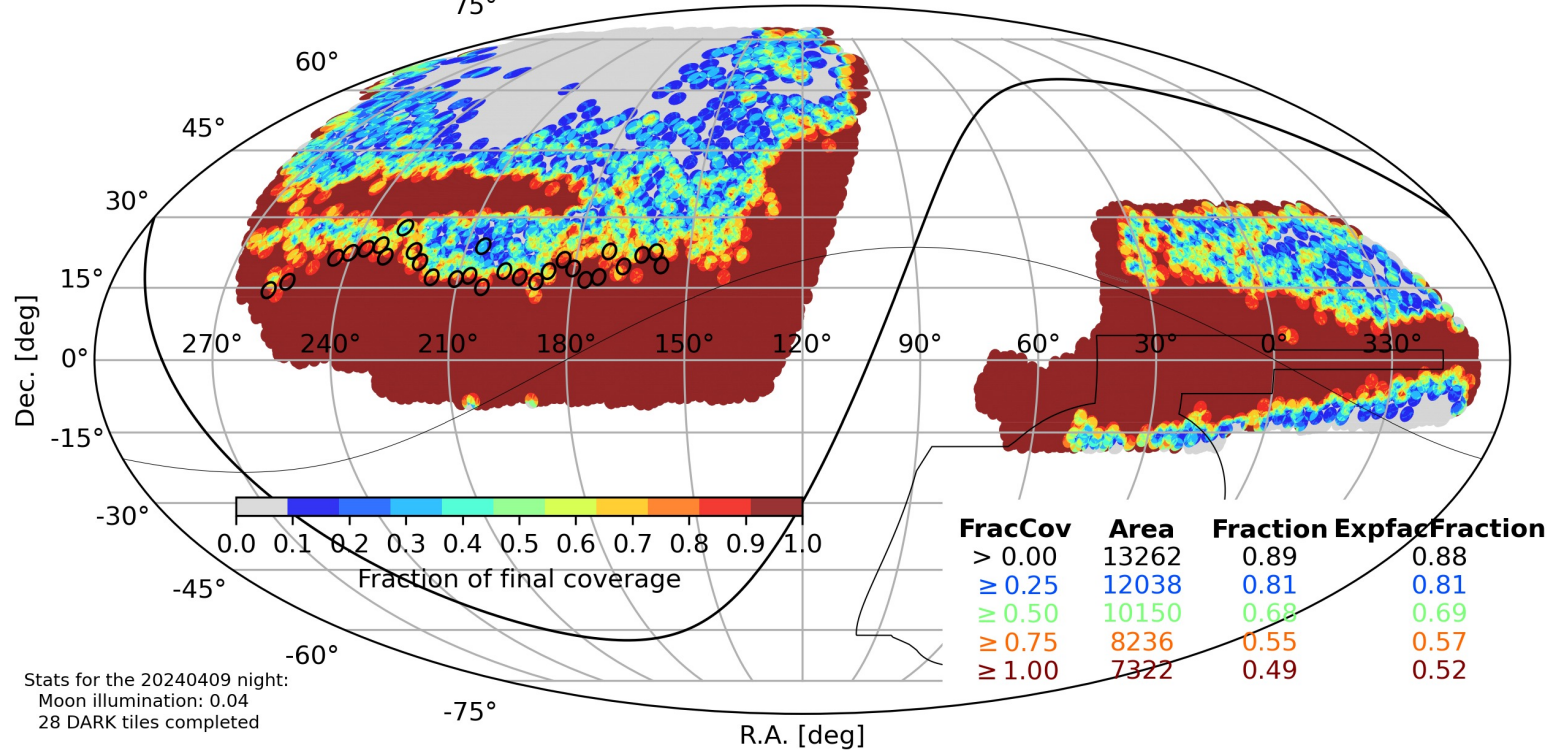 75°
60°
45°
30°
15°
0°
-15°
-30°
-45°
-60°
-75°
Dec. [deg]
270° 240° 210° 180° 150° 120° 90° 60° 30° 0° 330°
0.0 0.1 0.2 0.3 0.4 0.5 0.6 0.7 0.8 0.9 1.0
Fraction of final coverage
FracCov Area Fraction ExpfacFraction
> 0.00 13262 0.89 0.88
≥ 0.25 12038 0.81 0.81
≥ 0.50 10150 0.68 0.69
≥ 0.75 8236 0.55 0.57
≥ 1.00 7322 0.49 0.52
Stats for the 20240409 night:
Moon illumination: 0.04
28 DARK tiles completed
R.A. [deg]